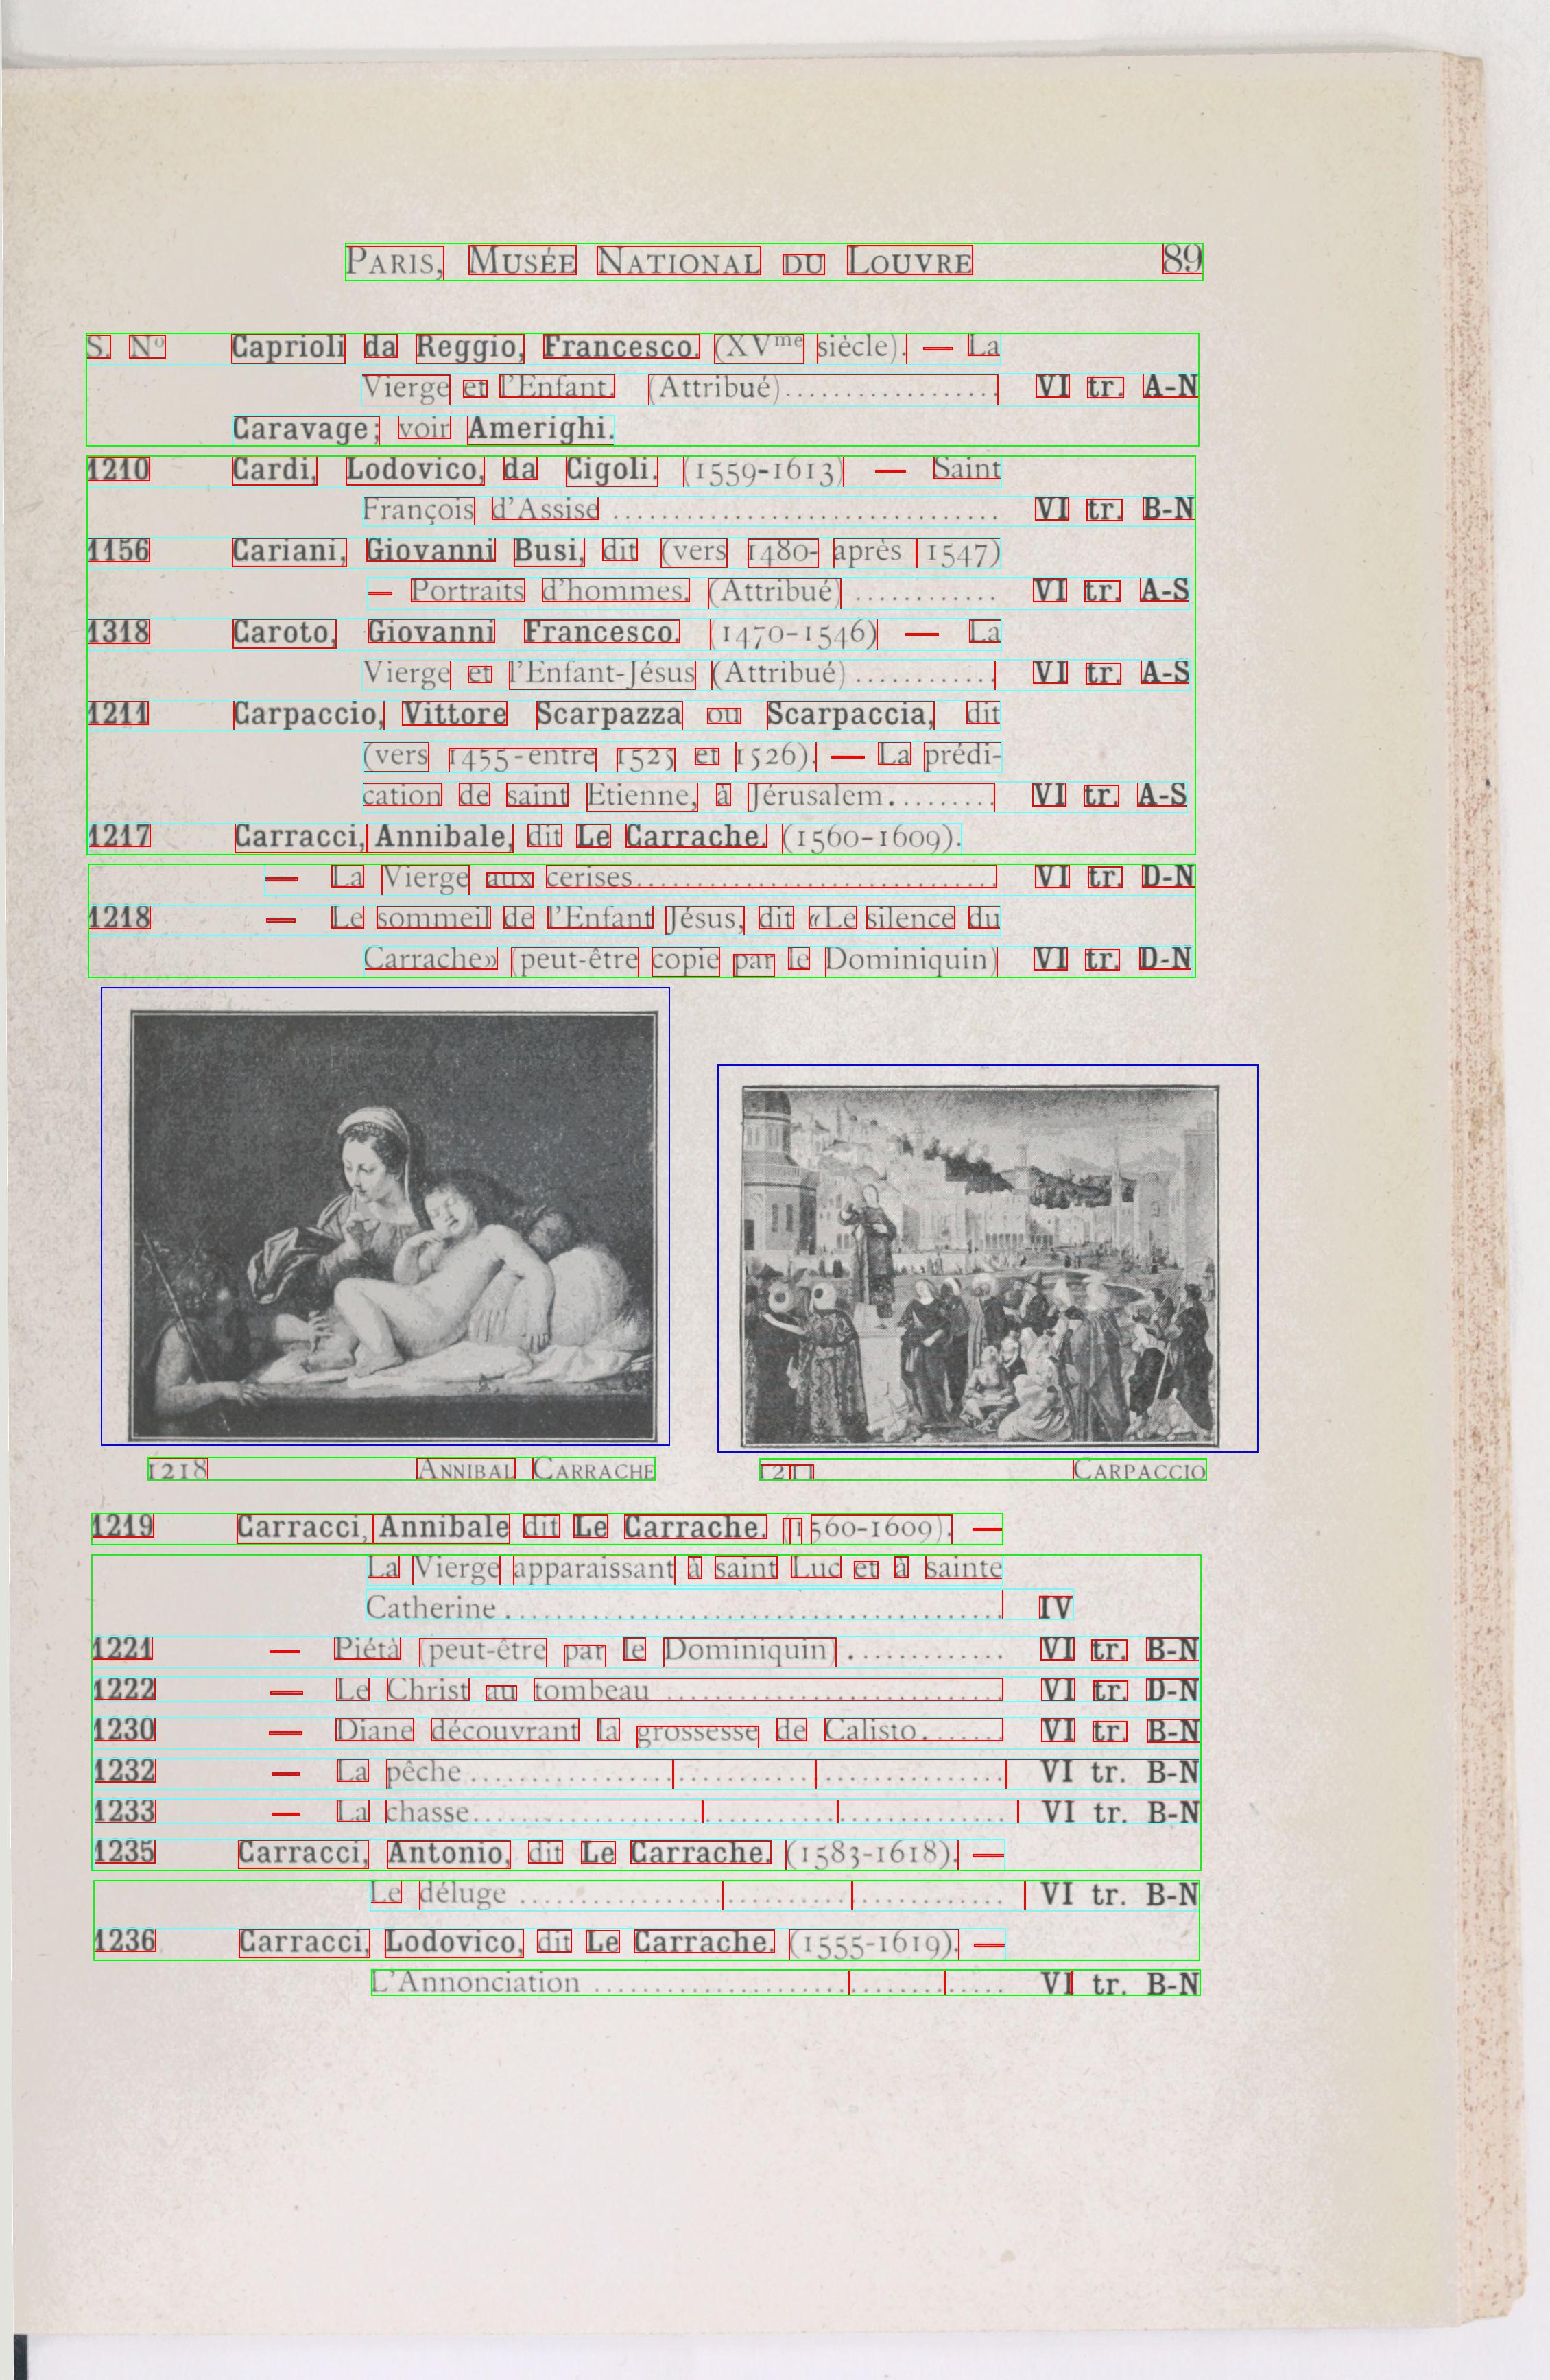 PARIS, MUSÉE NATIONAL DU LOUVRE 89
S. Nº Caprioli da Reggio, Francesco. (XVme siècle). — La
Vierge et l'Enfant. (Attribué).................. VI tr. A-N
Caravage; voir Amerighi.
1210 Cardi, Lodovico, da Cigoli. (1559-1613) — Saint
François d'Assise ................................ VI tr. B-N
1156 Cariani, Giovanni Busi, dit (vers 1480- après 1547)
— Portraits d'hommes. (Attribué) ............ VI tr. A-S
1318 Caroto, Giovanni Francesco. (1470-1546) — La
Vierge et l'Enfant-Jésus (Attribué) ............ VI tr. A-S
1211 Carpaccio, Vittore Scarpazza ou Scarpaccia, dit
(vers 1455-entre 1525 et 1526). — La prédi-
cation de saint Etienne, à Jérusalem.......... VI tr. A-S
1217 Carracci, Annibale, dit Le Carrache. (1560-1609).
— La Vierge aux cerises.............................. VI tr. D-N
1218 — Le sommeil de l'Enfant Jésus, dit «Le silence du
Carrache» (peut-être copie par le Dominiquin) VI tr. D-N
1218 ANNIBAL CARRACHE
1211 CARPACCIO
1219 Carracci, Annibale dit Le Carrache. (1560-1609). —
La Vierge apparaissant à saint Luc et à sainte
Catherine ......................................... IV
1221 — Piétà (peut-être par le Dominiquin) ............. VI tr. B-N
1222 — Le Christ au tombeau............................. VI tr. D-N
1230 — Diane découvrant la grossesse de Calisto....... VI tr. B-N
1232 — La pêche ............................................ VI tr. B-N
1233 — La chasse............................................ VI tr. B-N
1235 Carracci, Antonio, dit Le Carrache. (1583-1618). —
Le déluge ........................................ VI tr. B-N
1236 Carracci, Lodovico, dit Le Carrache. (1555-1619). —
L'Annonciation .................................. VI tr. B-N